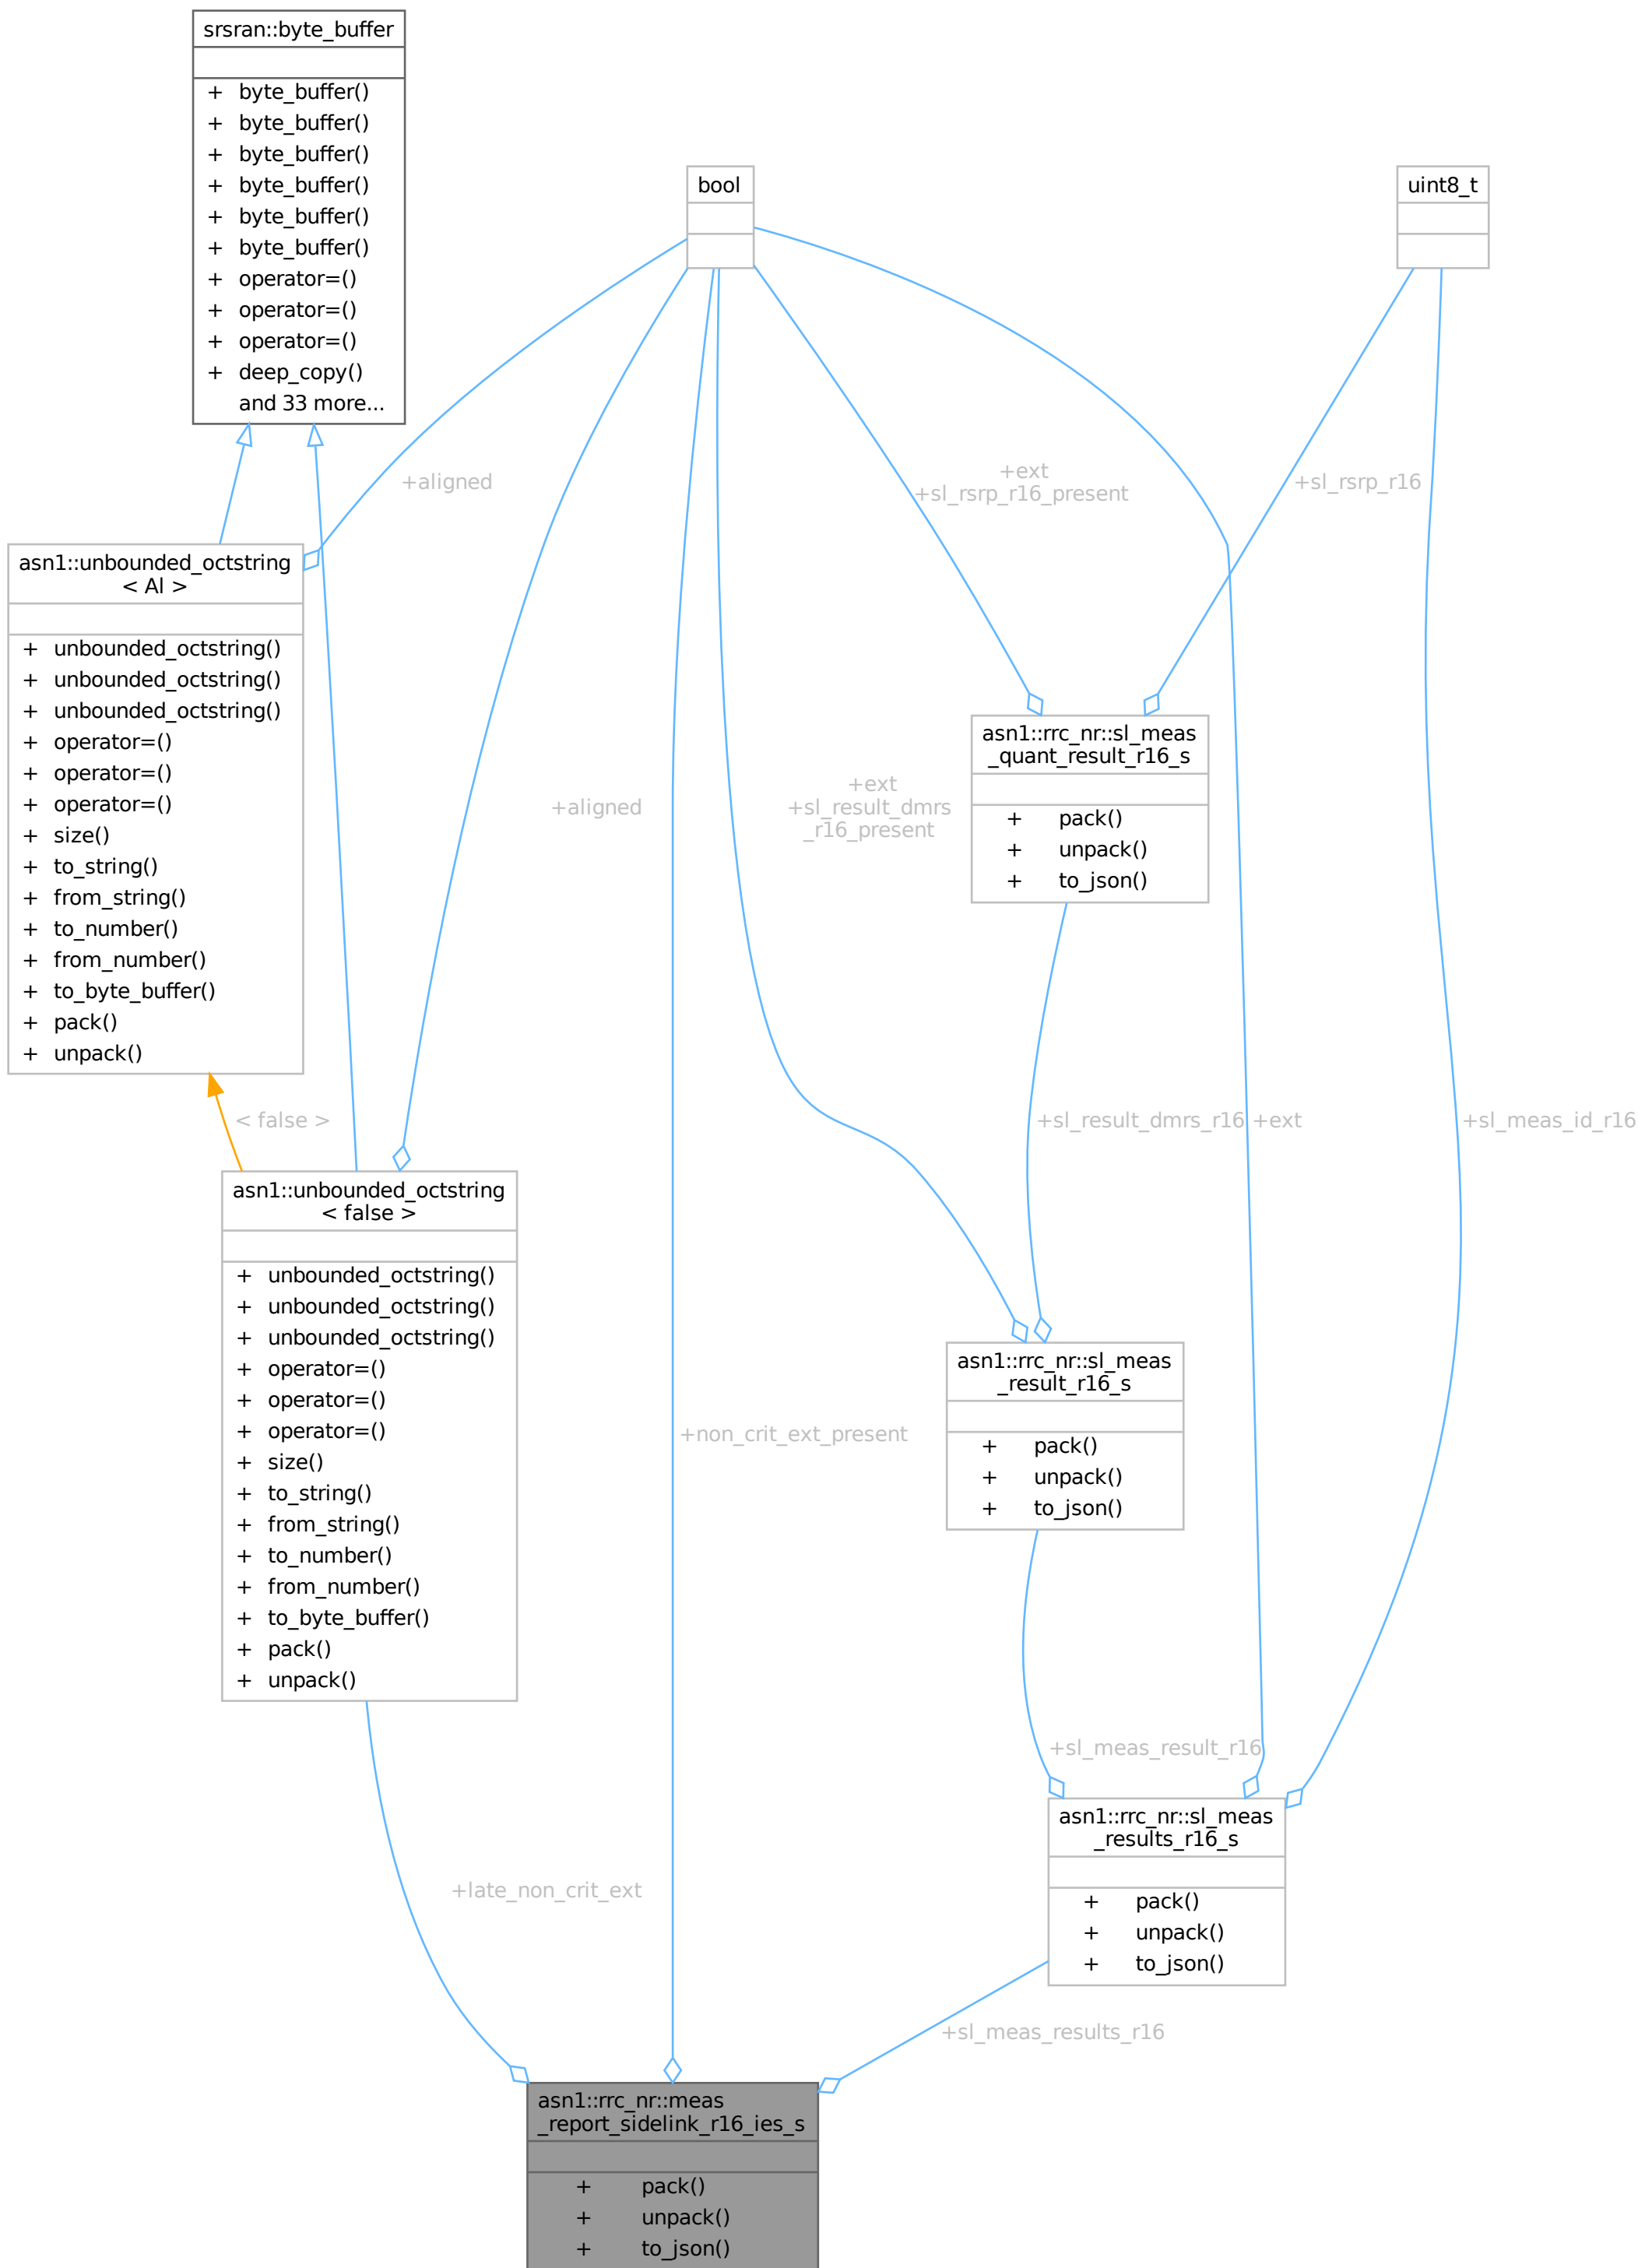 srsran::byte_buffer
+ byte_buffer()
+ byte_buffer()
+ byte_buffer()
+ byte_buffer()
+ byte_buffer()
+ byte_buffer()
+ operator=()
+ operator=()
+ operator=()
+ deep_copy()
and 33 more...
bool
uint8_t
+aligned
+ext
+sl_rsrp_r16_present
+sl_rsrp_r16
asn1::unbounded_octstring
< Al >
+ unbounded_octstring()
+ unbounded_octstring()
+ unbounded_octstring()
+ operator=()
+ operator=()
+ operator=()
+ size()
+ to_string()
+ from_string()
+ to_number()
+ from_number()
+ to_byte_buffer()
+ pack()
+ unpack()
+aligned
+ext
+sl_result_dmrs
_r16_present
asn1::rrc_nr::sl_meas
_quant_result_r16_s
+ pack()
+ unpack()
+ to_json()
< false >
+sl_result_dmrs_r16
+ext
+sl_meas_id_r16
asn1::unbounded_octstring
< false >
+ unbounded_octstring()
+ unbounded_octstring()
+ unbounded_octstring()
+ operator=()
+ operator=()
+ operator=()
+ size()
+ to_string()
+ from_string()
+ to_number()
+ from_number()
+ to_byte_buffer()
+ pack()
+ unpack()
+non_crit_ext_present
asn1::rrc_nr::sl_meas
_result_r16_s
+ pack()
+ unpack()
+ to_json()
+sl_meas_result_r16
+late_non_crit_ext
asn1::rrc_nr::sl_meas
_results_r16_s
+ pack()
+ unpack()
+ to_json()
+sl_meas_results_r16
asn1::rrc_nr::meas
_report_sidelink_r16_ies_s
+ pack()
+ unpack()
+ to_json()